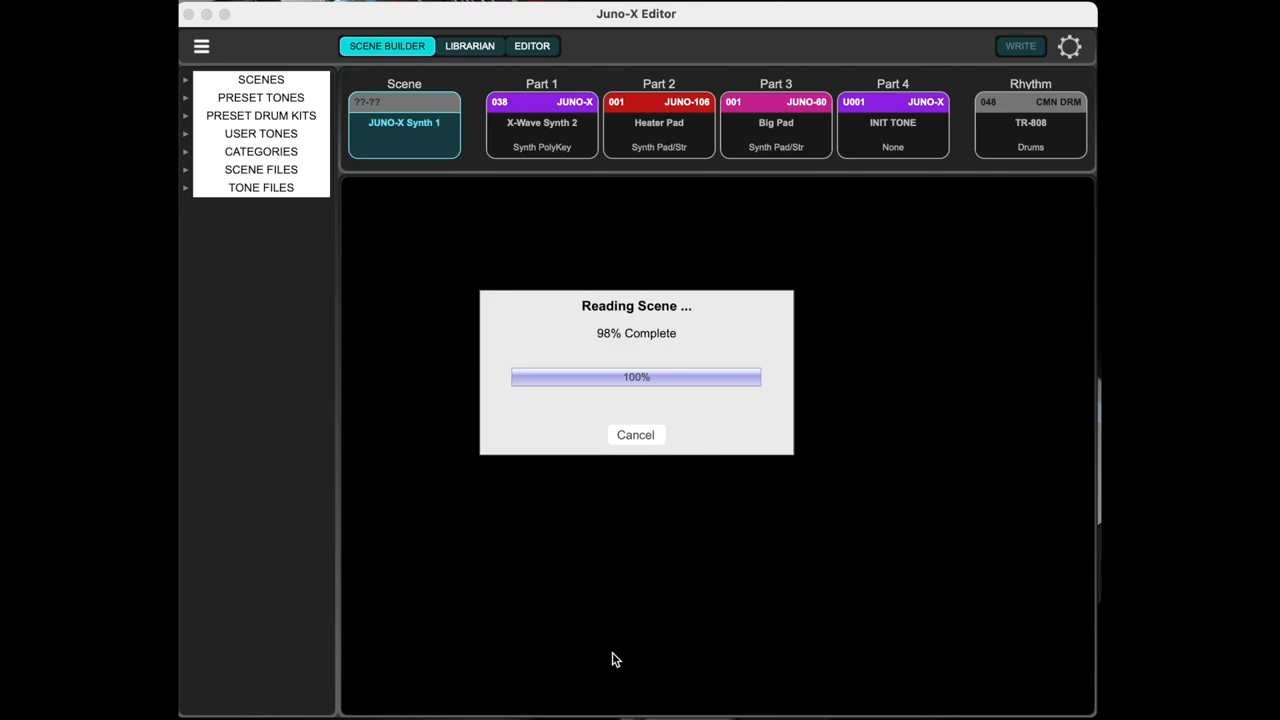 Juno-X Editor
SCENE BUILDER LIBRARIAN EDITOR WRITE
SCENES
PRESET TONES
PRESET DRUM KITS
USER TONES
CATEGORIES
SCENE FILES
TONE FILES
Scene Part 1 Part 2 Part 3 Part 4 Rhythm
??-?? 038 JUNO-X 001 JUNO-106 001 JUNO-60 U001 JUNO-X 048 CMN DRM
JUNO-X Synth 1 X-Wave Synth 2 Heater Pad Big Pad INIT TONE TR-808
Synth PolyKey Synth Pad/Str Synth Pad/Str None Drums
Reading Scene ...
98% Complete
100%
Cancel